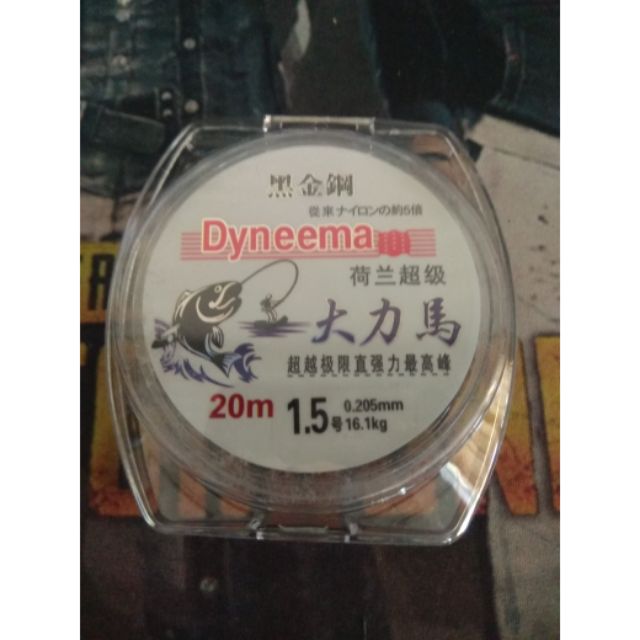 黑金鋼
從来ナイロンの約5倍
Dyneema
荷兰超级
大力馬
超越极限直强力最高峰
20m 1.5号 0.205mm
16.1kg